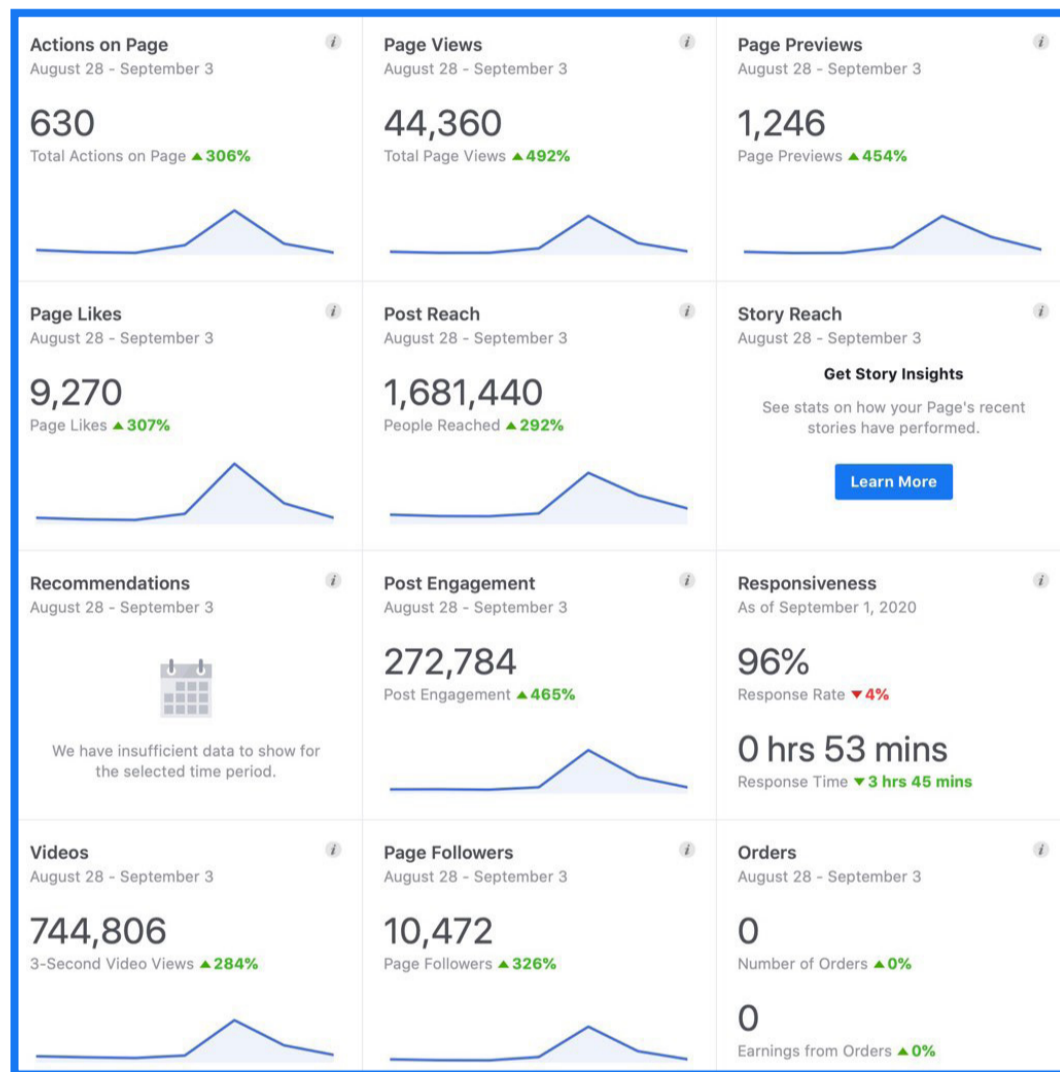 Actions on Page
August 28 - September 3
630
Total Actions on Page ▲306%
Page Views
August 28 - September 3
44,360
Total Page Views ▲492%
Page Previews
August 28 - September 3
1,246
Page Previews ▲454%
Page Likes
August 28 - September 3
9,270
Page Likes ▲307%
Post Reach
August 28 - September 3
1,681,440
People Reached ▲292%
Story Reach
August 28 - September 3
Get Story Insights
See stats on how your Page's recent
stories have performed.
Learn More
Recommendations
August 28 - September 3
We have insufficient data to show for
the selected time period.
Post Engagement
August 28 - September 3
272,784
Post Engagement ▲465%
Responsiveness
As of September 1, 2020
96%
Response Rate ▼4%
0 hrs 53 mins
Response Time ▼3 hrs 45 mins
Videos
August 28 - September 3
744,806
3-Second Video Views ▲284%
Page Followers
August 28 - September 3
10,472
Page Followers ▲326%
Orders
August 28 - September 3
0
Number of Orders ▲0%
0
Earnings from Orders ▲0%